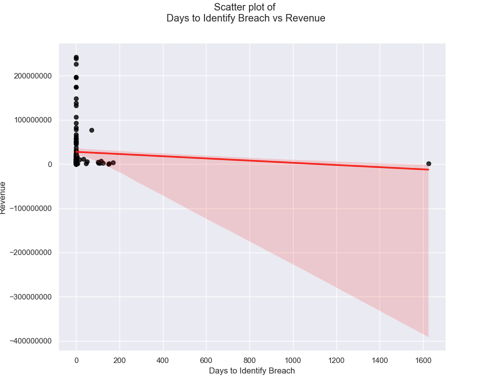 Scatter plot of
Days to Identify Breach vs Revenue
200000000
100000000
0
-100000000
-200000000
-300000000
-400000000
Revenue
0 200 400 600 800 1000 1200 1400 1600
Days to Identify Breach